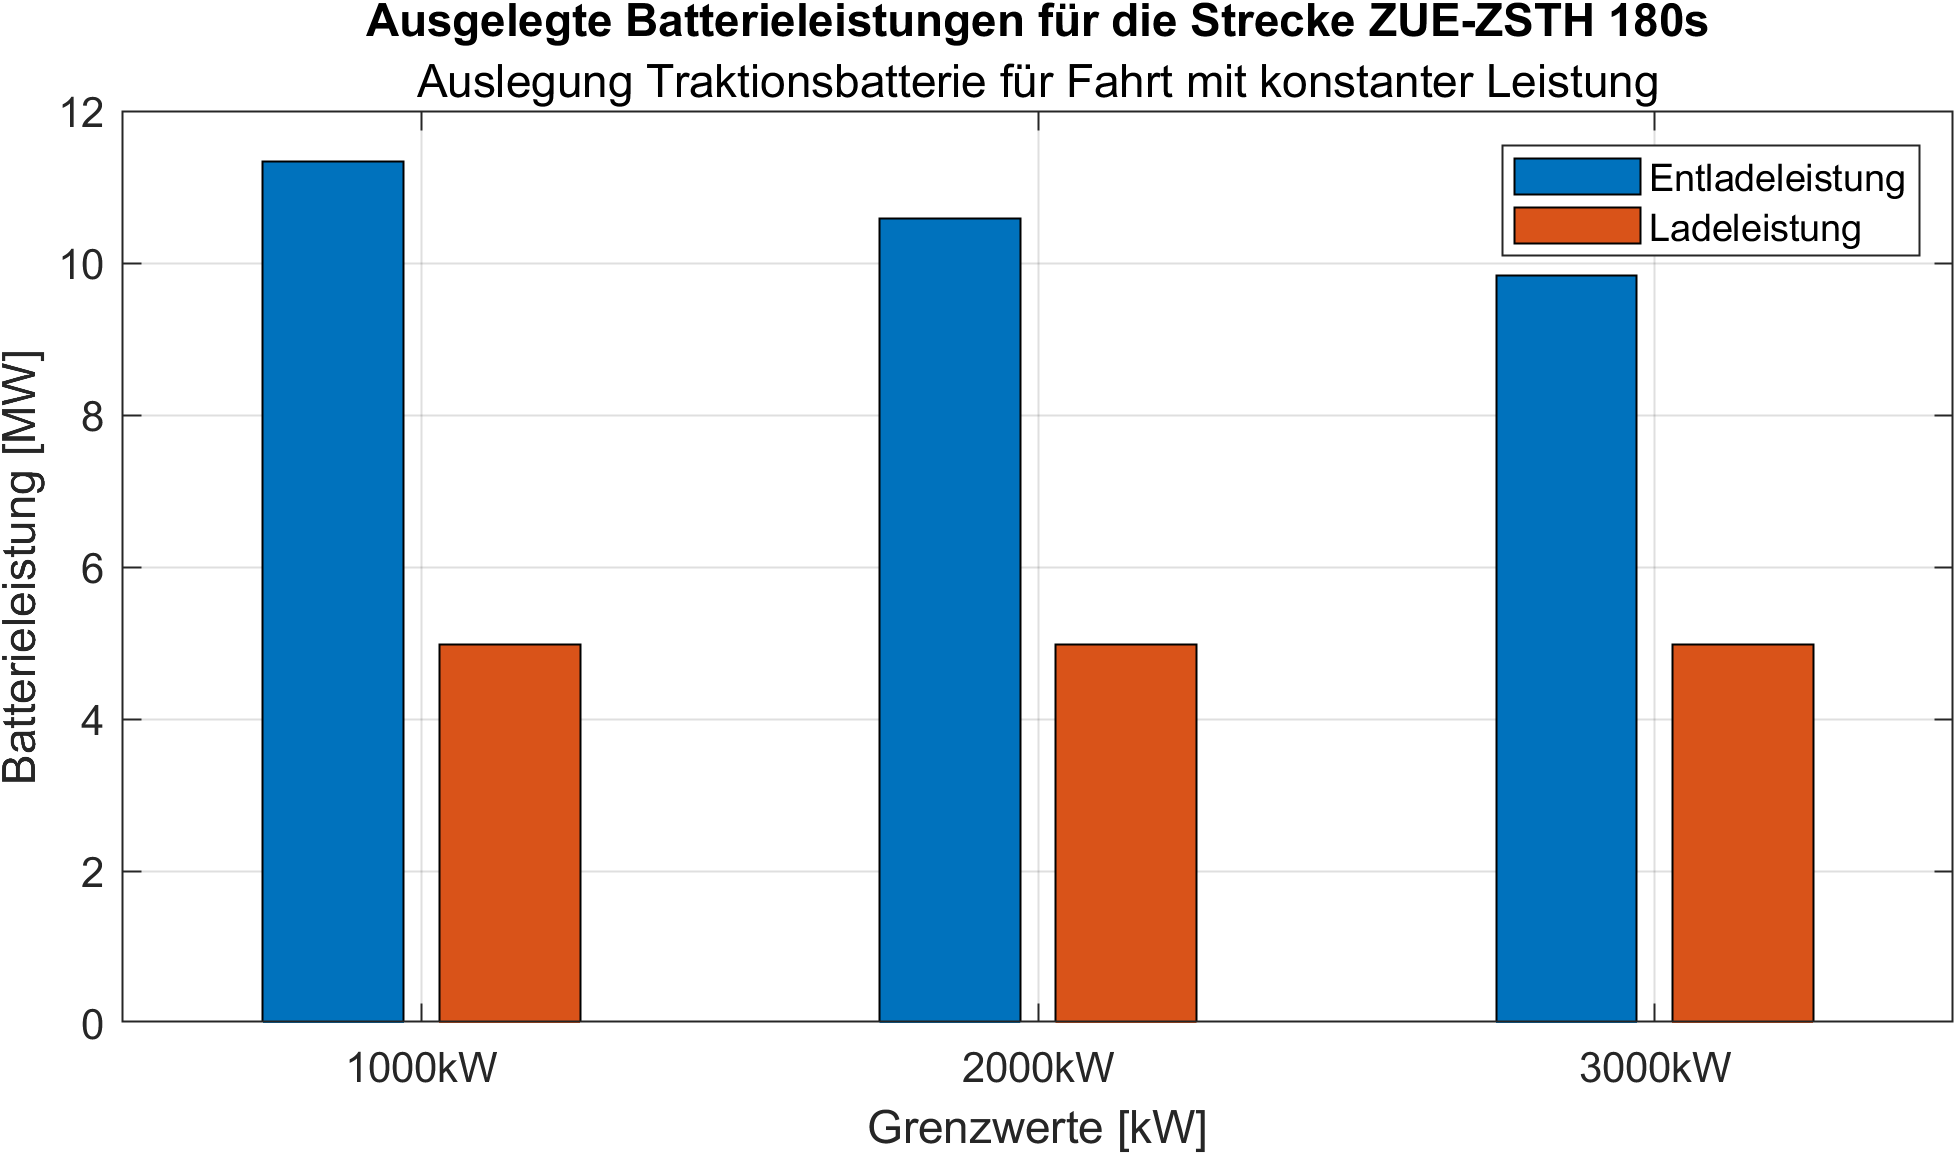 Ausgelegte Batterieleistungen für die Strecke ZUE-ZSTH 180s
Auslegung Traktionsbatterie für Fahrt mit konstanter Leistung
12
10
8
6
4
2
0
Batterieleistung [MW]
Entladeleistung
Ladeleistung
1000kW
2000kW
3000kW
Grenzwerte [kW]